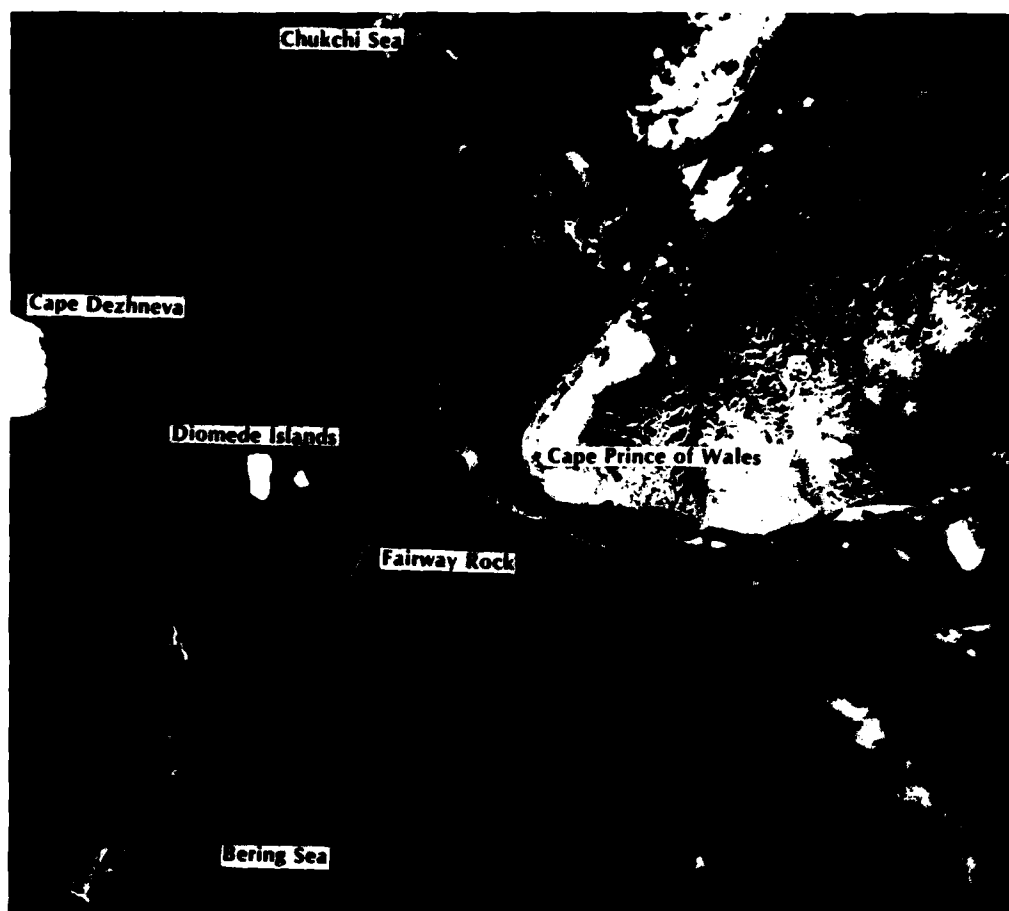 Chukchi Sea
Cape Dezhneva
Diomede Islands
Cape Prince of Wales
Fairway Rock
Bering Sea